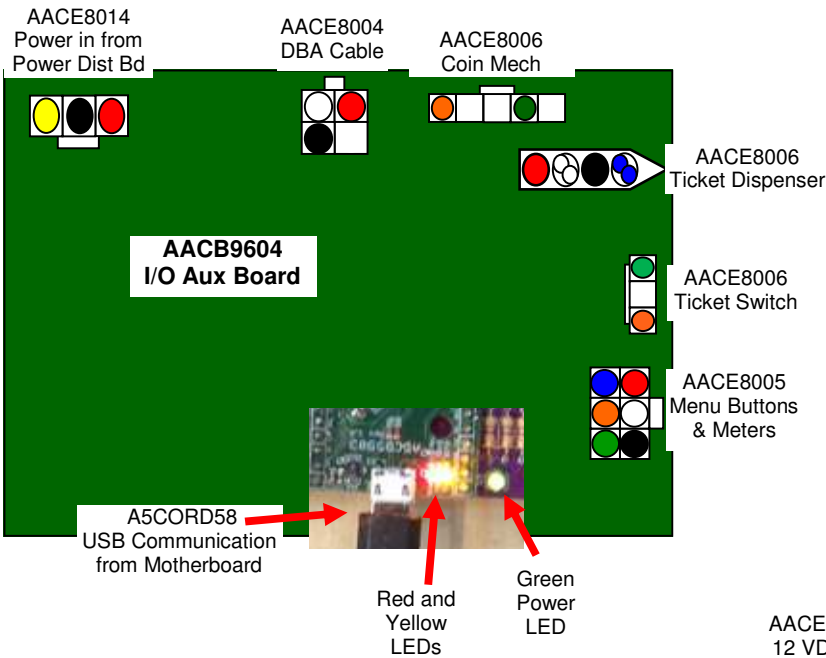 AACE8014
Power in from
Power Dist Bd
AACE8004
DBA Cable
AACE8006
Coin Mech
AACE8006
Ticket Dispenser
AACB9604
I/O Aux Board
AACE8006
Ticket Switch
AACE8005
Menu Buttons
& Meters
A5CORD58
USB Communication
from Motherboard
Red and
Yellow
LEDs
Green
Power
LED
AACE
12 VD